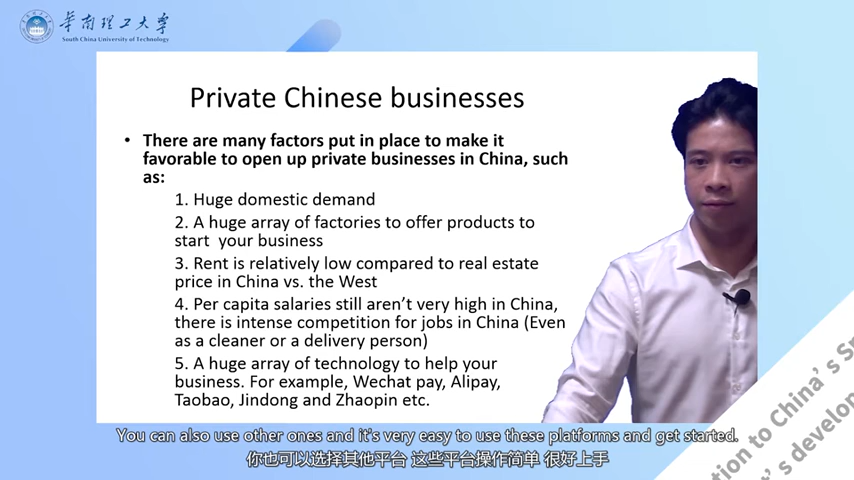 华南理工大学
South China University of Technology
Private Chinese businesses
• There are many factors put in place to make it
favorable to open up private businesses in China, such
as:
1. Huge domestic demand
2. A huge array of factories to offer products to
start your business
3. Rent is relatively low compared to real estate
price in China vs. the West
4. Per capita salaries still aren't very high in China,
there is intense competition for jobs in China (Even
as a cleaner or a delivery person)
5. A huge array of technology to help your
business. For example, Wechat pay, Alipay,
Taobao, Jindong and Zhaopin etc.
tion to China's
's develop
You can also use other ones and it's very easy to use these platforms and get started.
你也可以选择其他平台 这些平台操作简单 很好上手